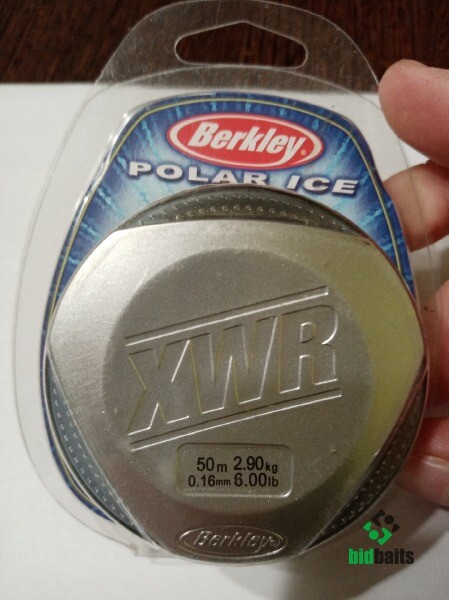 Berkley
POLAR ICE
XWR
50m 2.90kg
0.16mm 6.00lb
Berkley
bidbaits